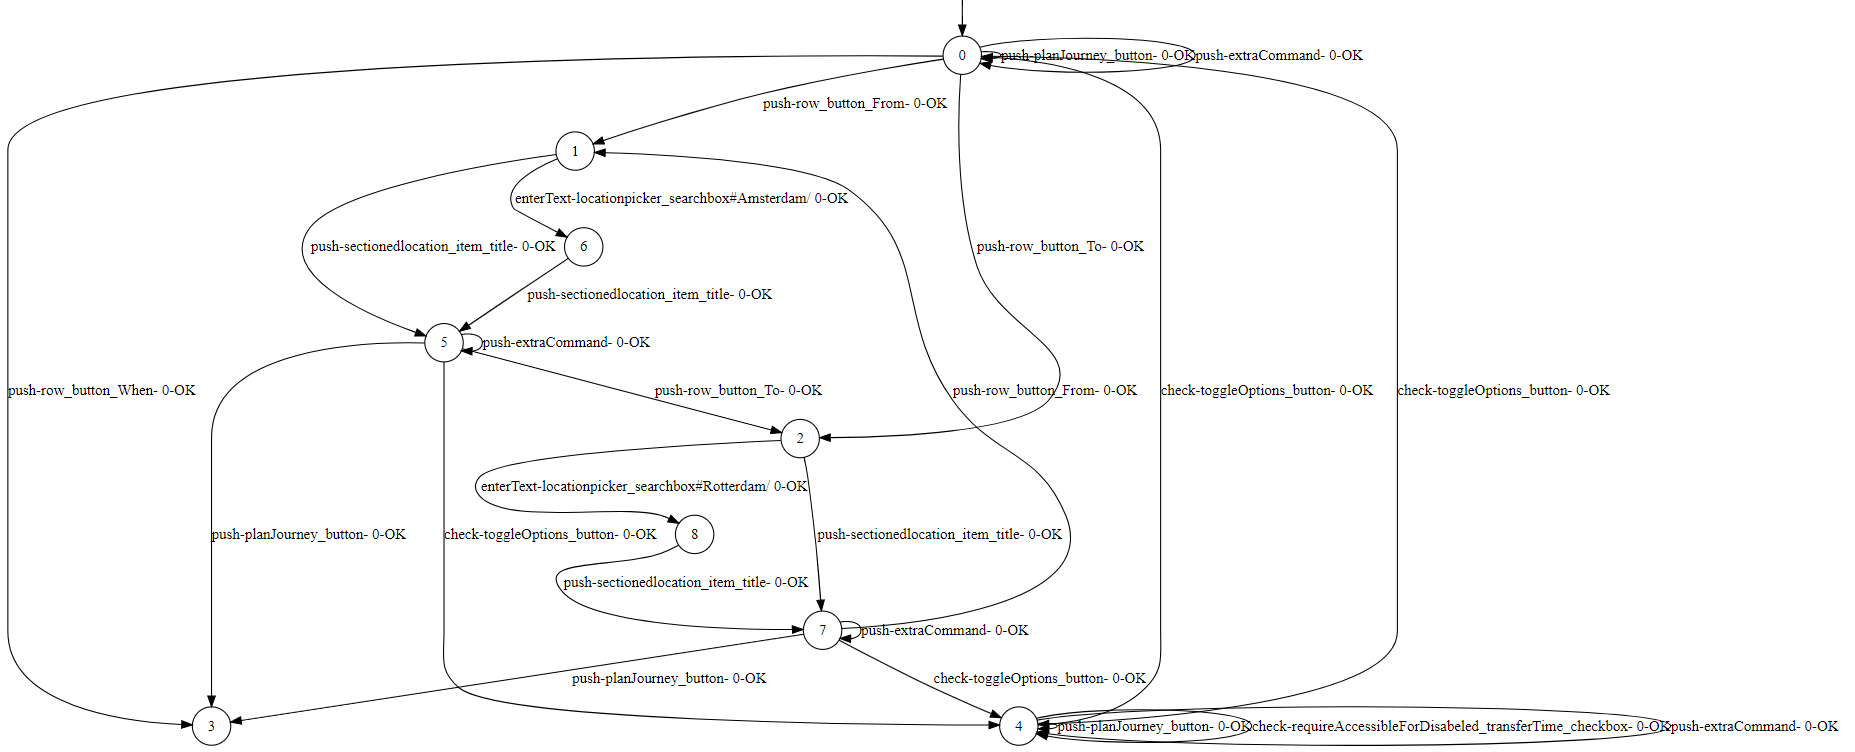 0
push-planJourney_button- 0-OK
push-extraCommand- 0-OK
push-row_button_From- 0-OK
1
enterText-locationpicker_searchbox#Amsterdam/ 0-OK
push-sectionedlocation_item_title- 0-OK
6
push-row_button_To- 0-OK
push-sectionedlocation_item_title- 0-OK
5
push-extraCommand- 0-OK
push-row_button_When- 0-OK
push-row_button_To- 0-OK
push-row_button_From- 0-OK
check-toggleOptions_button- 0-OK
check-toggleOptions_button- 0-OK
2
enterText-locationpicker_searchbox#Rotterdam/ 0-OK
push-planJourney_button- 0-OK
check-toggleOptions_button- 0-OK
8
push-sectionedlocation_item_title- 0-OK
push-sectionedlocation_item_title- 0-OK
7
push-extraCommand- 0-OK
push-planJourney_button- 0-OK
check-toggleOptions_button- 0-OK
3
4
push-planJourney_button- 0-OK
check-requireAccessibleForDisabled_transferTime_checkbox- 0-OK
push-extraCommand- 0-OK